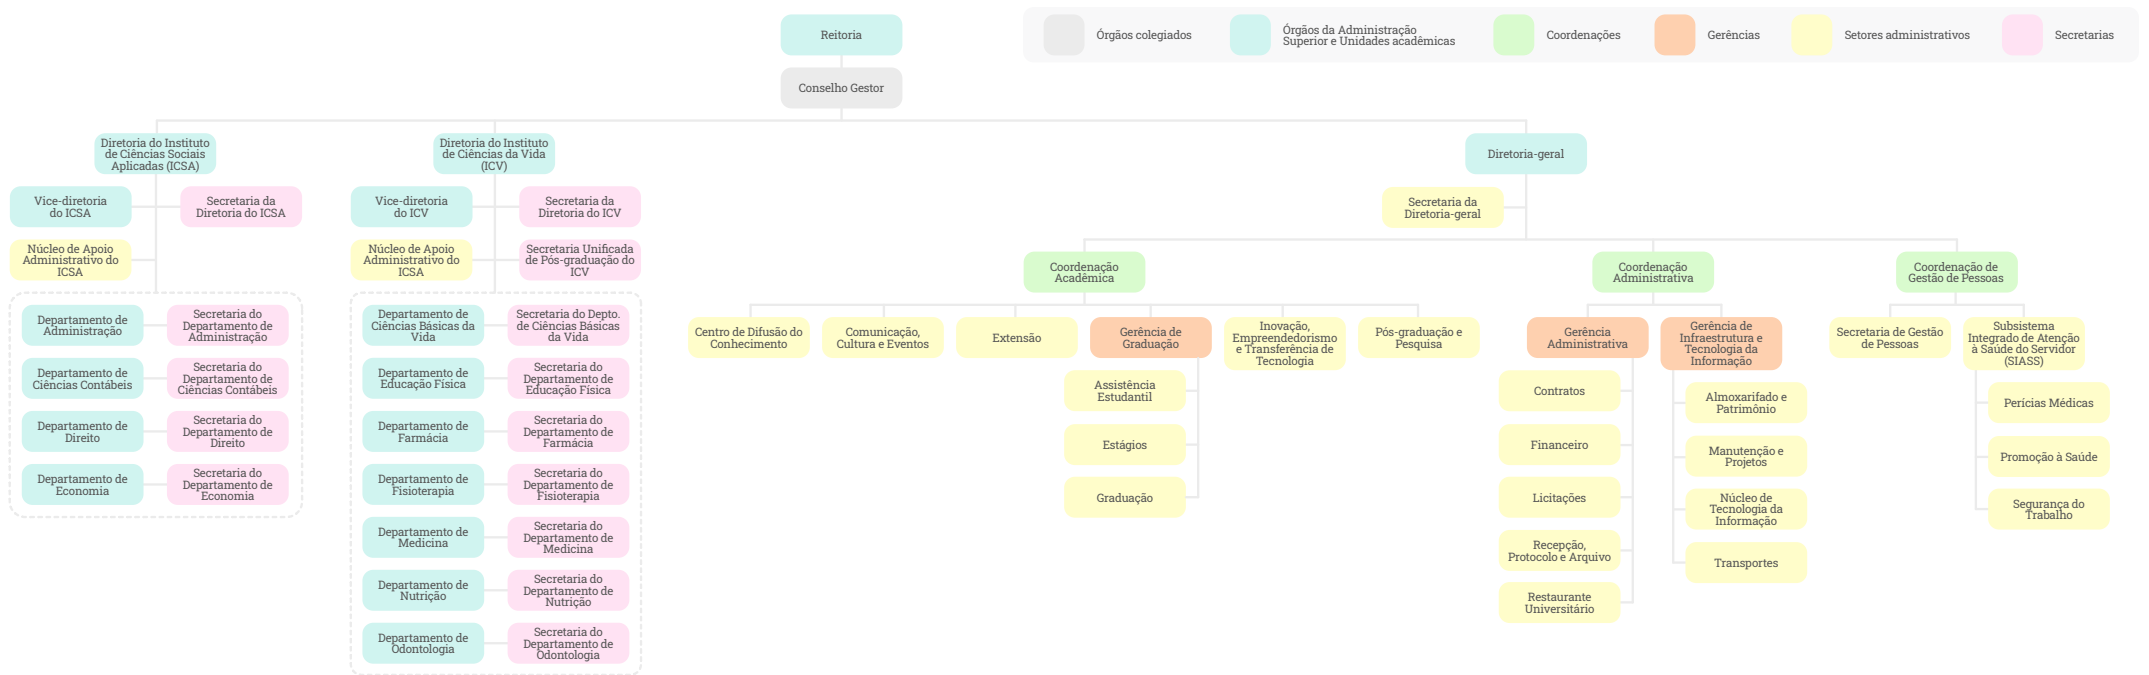 Reitoria
Órgãos colegiados
Órgãos da Administração
Superior e Unidades acadêmicas
Coordenações
Gerências
Setores administrativos
Secretarias
Conselho Gestor
Diretoria do Instituto
de Ciências Sociais
Aplicadas (ICSA)
Vice-diretoria
do ICSA
Secretaria da
Diretoria do ICSA
Núcleo de Apoio
Administrativo do
ICSA
Departamento de
Administração
Secretaria do
Departamento de
Administração
Departamento de
Ciências Contábeis
Secretaria do
Departamento de
Ciências Contábeis
Departamento de
Direito
Secretaria do
Departamento de
Direito
Departamento de
Economia
Secretaria do
Departamento de
Economia
Diretoria do Instituto
de Ciências da Vida
(ICV)
Vice-diretoria
do ICV
Secretaria da
Diretoria do ICV
Núcleo de Apoio
Administrativo do
ICSA
Secretaria Unificada
de Pós-graduação do
ICV
Departamento de
Ciências Básicas da
Vida
Secretaria do Depto.
de Ciências Básicas
da Vida
Departamento de
Educação Física
Secretaria do
Departamento de
Educação Física
Departamento de
Farmácia
Secretaria do
Departamento de
Farmácia
Departamento de
Fisioterapia
Secretaria do
Departamento de
Fisioterapia
Departamento de
Medicina
Secretaria do
Departamento de
Medicina
Departamento de
Nutrição
Secretaria do
Departamento de
Nutrição
Departamento de
Odontologia
Secretaria do
Departamento de
Odontologia
Diretoria-geral
Secretaria da
Diretoria-geral
Coordenação
Acadêmica
Centro de Difusão do
Conhecimento
Comunicação,
Cultura e Eventos
Extensão
Gerência de
Graduação
Inovação,
Empreendedorismo
e Transferência de
Tecnologia
Pós-graduação e
Pesquisa
Assistência
Estudantil
Estágios
Graduação
Coordenação
Administrativa
Gerência
Administrativa
Contratos
Financeiro
Licitações
Recepção,
Protocolo e Arquivo
Restaurante
Universitário
Gerência de
Infraestrutura e
Tecnologia da
Informação
Almoxarifado e
Patrimônio
Manutenção e
Projetos
Núcleo de
Tecnologia da
Informação
Transportes
Coordenação de
Gestão de Pessoas
Secretaria de Gestão
de Pessoas
Subsistema
Integrado de Atenção
à Saúde do Servidor
(SIASS)
Perícias Médicas
Promoção à Saúde
Segurança do
Trabalho